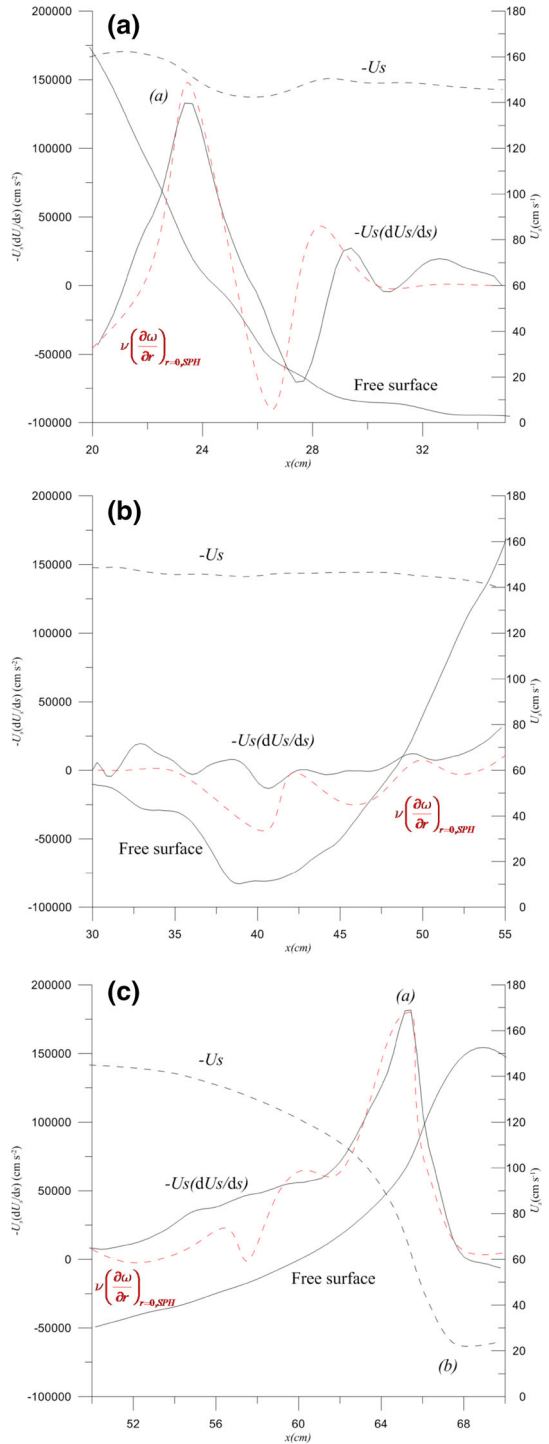 (a)
200000
150000
100000
50000
0
-50000
-100000
-Us(dUs/ds) (cm s-2)
180
160
140
120
100
80
60
40
20
0
Us(cm s-1)
-Us
(a)
-Us(dUs/ds)
ν(∂ω/∂r)r=0,SPH
Free surface
20
24
28
32
x(cm)
(b)
200000
150000
100000
50000
0
-50000
-100000
-Us(dUs/ds) (cm s-2)
180
160
140
120
100
80
60
40
20
0
Us(cm s-1)
-Us
-Us(dUs/ds)
ν(∂ω/∂r)r=0,SPH
Free surface
30
35
40
45
50
55
x(cm)
(c)
200000
150000
100000
50000
0
-50000
-100000
-Us(dUs/ds) (cm s-2)
180
160
140
120
100
80
60
40
20
0
Us(cm s-1)
(a)
-Us
-Us(dUs/ds)
ν(∂ω/∂r)r=0,SPH
Free surface
(b)
52
56
60
64
68
x(cm)